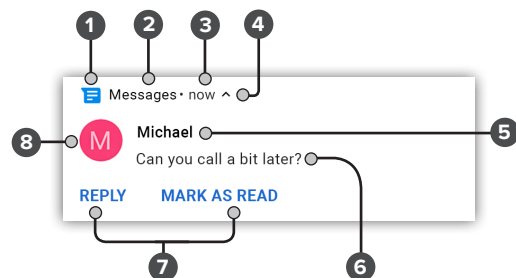 1 2 3 4
Messages • now ^
Michael 5
8 M
Can you call a bit later?
REPLY MARK AS READ
7 6